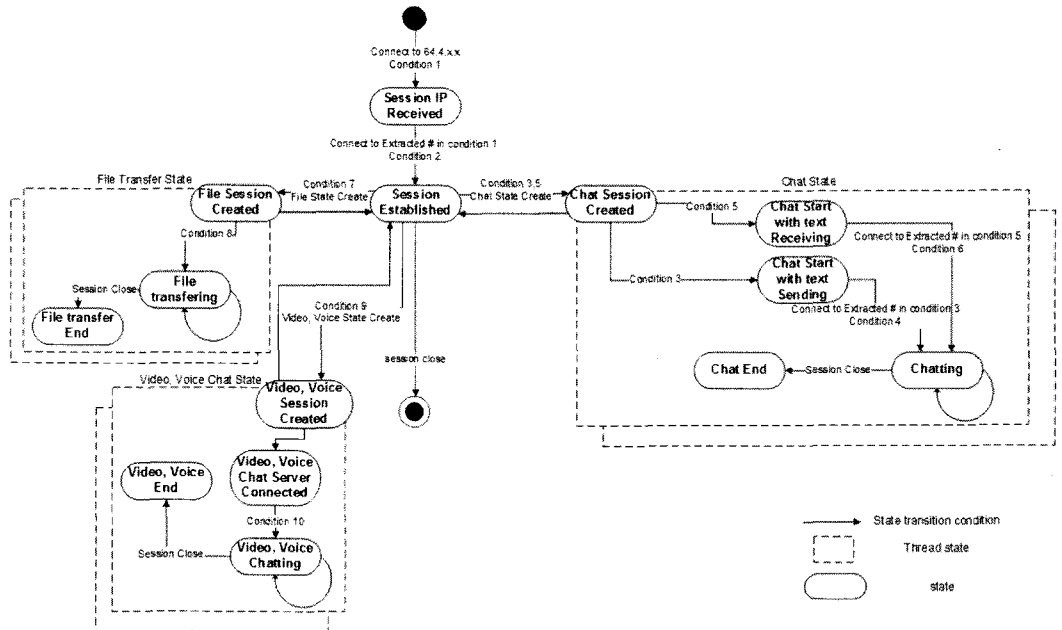 Connect to 64.4.xx
Condition 1
Session IP
Received
Connect to Extracted # in condition 1
Condition 2
File Transfer State
File Session
Created
Condition 7
File State Create
Session
Established
Condition 3,5
Chat State Create
Chat Session
Created
Chat State
Condition 5
Chat Start
with text
Receiving
Connect to Extracted # in condition 5
Condition 6
Condition 8
Session Close
File
transfering
File transfer
End
Condition 3
Chat Start
with text
Sending
Connect to Extracted # in condition 3
Condition 4
Condition 9
Video, Voice State Create
session close
Chat End
Session Close
Chatting
Video, Voice Chat State
Video, Voice
Session
Created
Video, Voice
End
Video, Voice
Chat Server
Connected
Condition 10
Session Close
Video, Voice
Chatting
State transition condition
Thread state
state